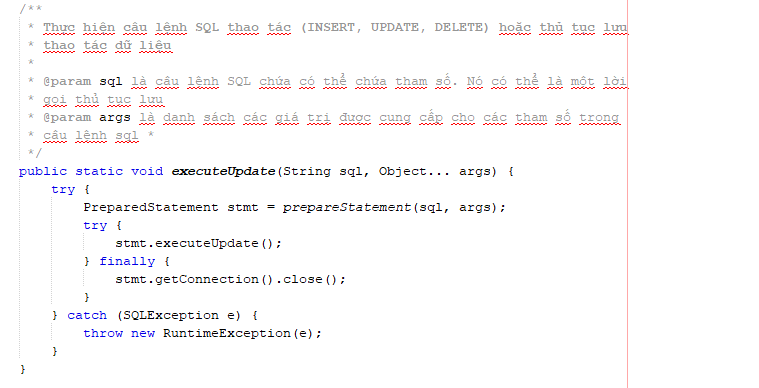 /**
 * Thực hiện câu lệnh SQL thao tác (INSERT, UPDATE, DELETE) hoặc thủ tục lưu
 * thao tác dữ liệu
 *
 * @param sql là câu lệnh SQL chứa có thể chứa tham số. Nó có thể là một lời
 * gọi thủ tục lưu
 * @param args là danh sách các giá trị được cung cấp cho các tham số trong
 * câu lệnh sql *
 */
public static void executeUpdate(String sql, Object... args) {
    try {
        PreparedStatement stmt = prepareStatement(sql, args);
        try {
            stmt.executeUpdate();
        } finally {
            stmt.getConnection().close();
        }
    } catch (SQLException e) {
        throw new RuntimeException(e);
    }
}